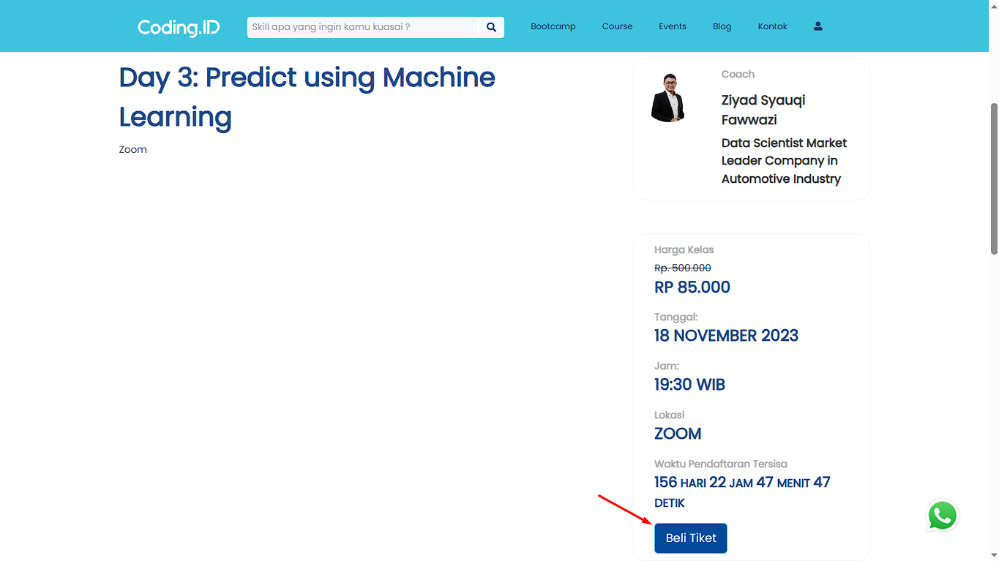 Coding.ID
Skill apa yang ingin kamu kuasai ?
Bootcamp
Course
Events
Blog
Kontak
Day 3: Predict using Machine
Learning
Zoom
Coach
Ziyad Syauqi
Fawwazi
Data Scientist Market
Leader Company in
Automotive Industry
Harga Kelas
Rp. 500.000
RP 85.000
Tanggal:
18 NOVEMBER 2023
Jam:
19:30 WIB
Lokasi
ZOOM
Waktu Pendaftaran Tersisa
156 HARI 22 JAM 47 MENIT 47
DETIK
Beli Tiket